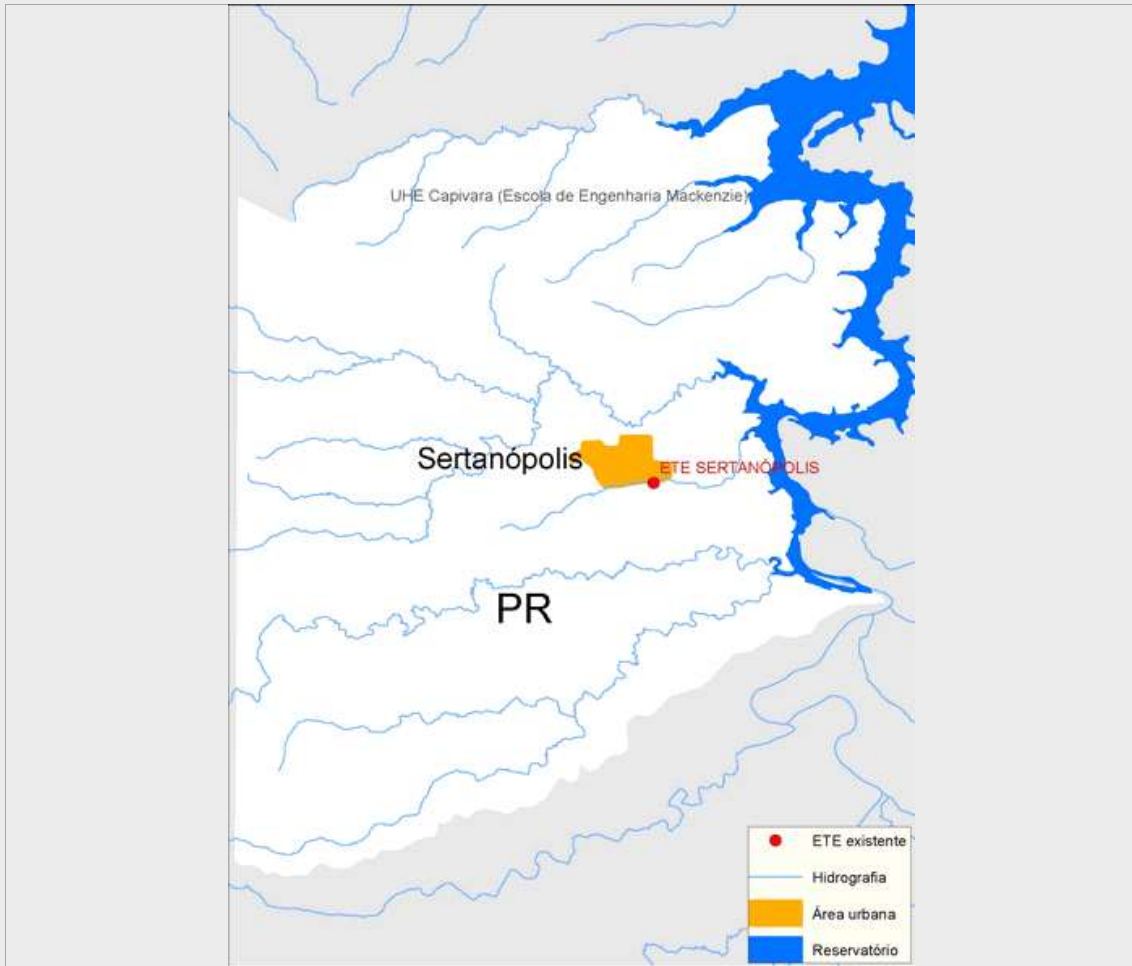 UHE Capivara (Escola de Engenharia Mackenzie)
Sertanópolis
ETE SERTANÓPOLIS
PR
ETE existente
Hidrografia
Área urbana
Reservatório